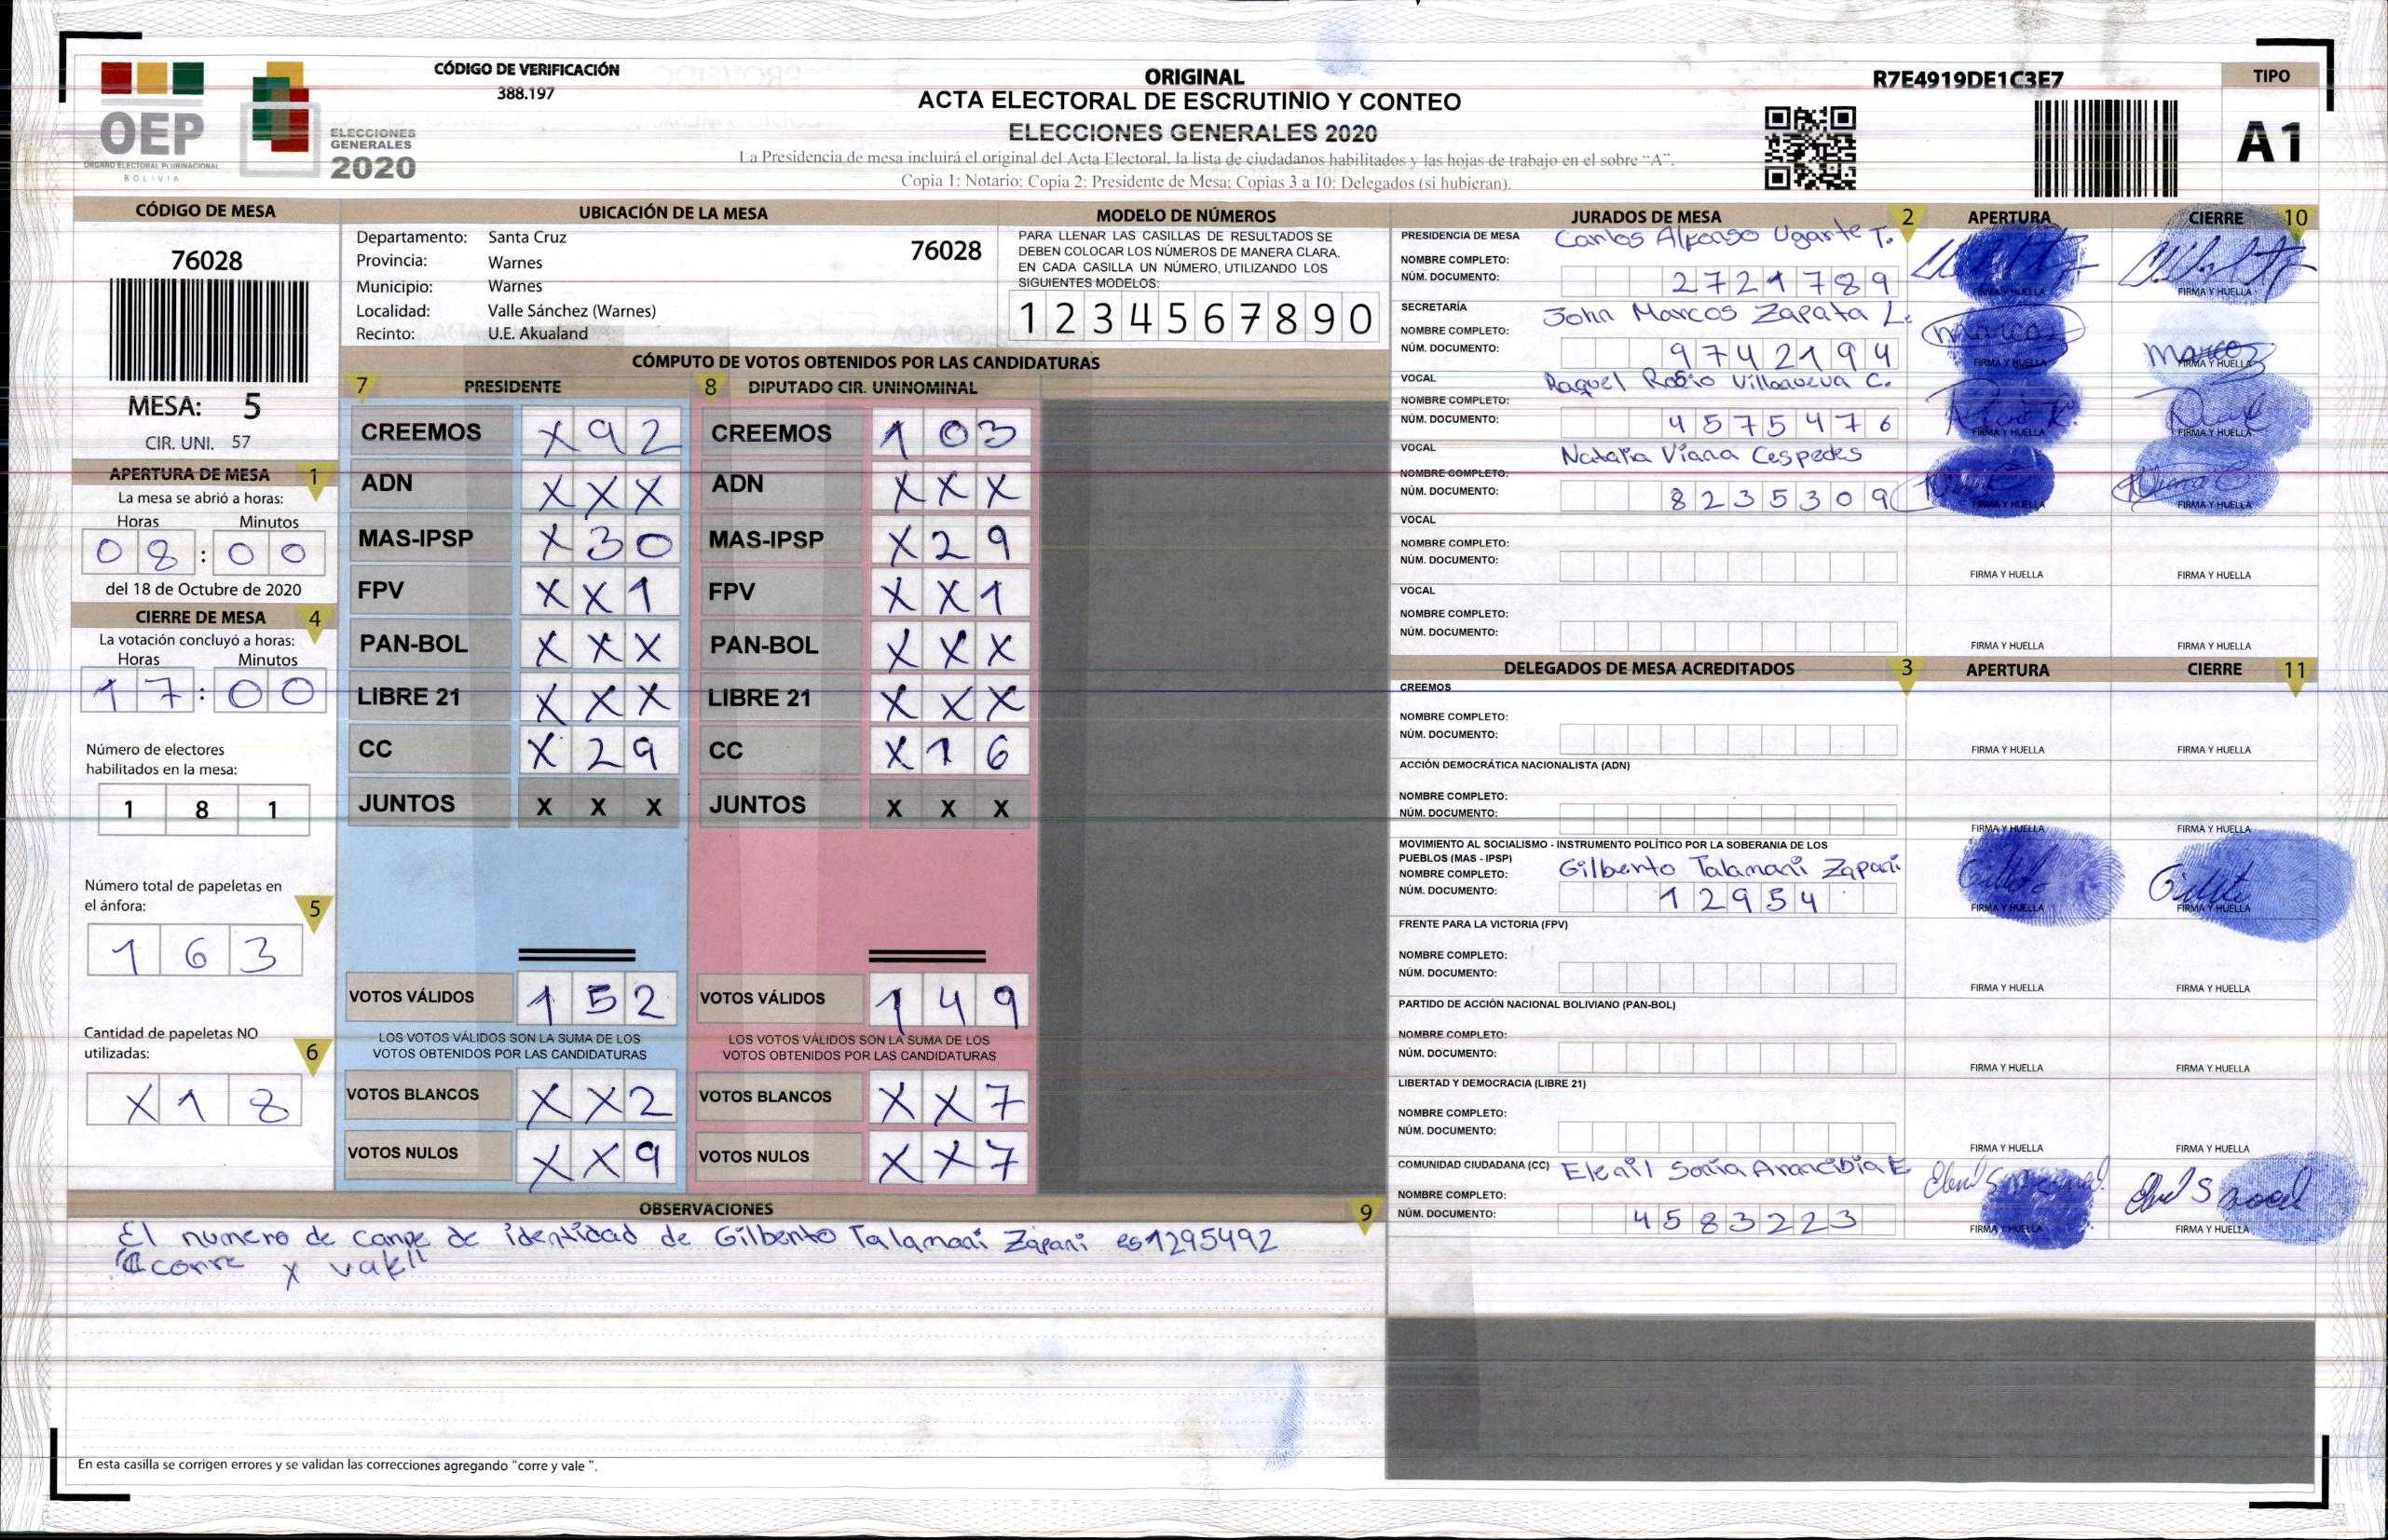 CÓDIGO DE VERIFICACIÓN
388.197
OEP
ÓRGANO ELECTORAL PLURINACIONAL
BOLIVIA
ELECCIONES
GENERALES
2020
ORIGINAL
ACTA ELECTORAL DE ESCRUTINIO Y CONTEO
ELECCIONES GENERALES 2020
La Presidencia de mesa incluirá el original del Acta Electoral, la lista de ciudadanos habilitados y las hojas de trabajo en el sobre "A".
Copia 1: Notario; Copia 2: Presidente de Mesa; Copias 3 a 10: Delegados (si hubieran).
R7E4919DE1C3E7
TIPO
A1
CÓDIGO DE MESA
76028
MESA: 5
CIR. UNI. 57
APERTURA DE MESA 1
La mesa se abrió a horas:
Horas Minutos
0 8 : 0 0
del 18 de Octubre de 2020
CIERRE DE MESA 4
La votación concluyó a horas:
Horas Minutos
1 7 : 0 0
Número de electores
habilitados en la mesa:
1 8 1
Número total de papeletas en
el ánfora: 5
1 6 3
Cantidad de papeletas NO
utilizadas: 6
X 1 8
UBICACIÓN DE LA MESA
Departamento: Santa Cruz 76028
Provincia: Warnes
Municipio: Warnes
Localidad: Valle Sánchez (Warnes)
Recinto: U.E. Akualand
MODELO DE NÚMEROS
PARA LLENAR LAS CASILLAS DE RESULTADOS SE
DEBEN COLOCAR LOS NÚMEROS DE MANERA CLARA.
EN CADA CASILLA UN NÚMERO, UTILIZANDO LOS
SIGUIENTES MODELOS:
1 2 3 4 5 6 7 8 9 0
CÓMPUTO DE VOTOS OBTENIDOS POR LAS CANDIDATURAS
7 PRESIDENTE 8 DIPUTADO CIR. UNINOMINAL
CREEMOS X 9 2 CREEMOS 1 0 3
ADN X X X ADN X X X
MAS-IPSP X 3 0 MAS-IPSP X 2 9
FPV X X 1 FPV X X 1
PAN-BOL X X X PAN-BOL X X X
LIBRE 21 X X X LIBRE 21 X X X
CC X 2 9 CC X 1 6
JUNTOS X X X JUNTOS X X X
VOTOS VÁLIDOS 1 5 2 VOTOS VÁLIDOS 1 4 9
LOS VOTOS VÁLIDOS SON LA SUMA DE LOS LOS VOTOS VÁLIDOS SON LA SUMA DE LOS
VOTOS OBTENIDOS POR LAS CANDIDATURAS VOTOS OBTENIDOS POR LAS CANDIDATURAS
VOTOS BLANCOS X X 2 VOTOS BLANCOS X X 7
VOTOS NULOS X X 9 VOTOS NULOS X X 7
JURADOS DE MESA 2 APERTURA CIERRE 10
PRESIDENCIA DE MESA Carlos Alfonso Ugarte T.
NOMBRE COMPLETO:
NÚM. DOCUMENTO: 2721789 FIRMA Y HUELLA FIRMA Y HUELLA
SECRETARÍA John Marcos Zapata L.
NOMBRE COMPLETO: Marcos
NÚM. DOCUMENTO: 9742194 FIRMA Y HUELLA FIRMA Y HUELLA
VOCAL Raquel Rocio Villanueva C.
NOMBRE COMPLETO:
NÚM. DOCUMENTO: 4575476 FIRMA Y HUELLA FIRMA Y HUELLA
VOCAL Natalia Viana Cespedes
NOMBRE COMPLETO:
NÚM. DOCUMENTO: 8235309 FIRMA Y HUELLA FIRMA Y HUELLA
VOCAL
NOMBRE COMPLETO:
NÚM. DOCUMENTO: FIRMA Y HUELLA FIRMA Y HUELLA
VOCAL
NOMBRE COMPLETO:
NÚM. DOCUMENTO: FIRMA Y HUELLA FIRMA Y HUELLA
DELEGADOS DE MESA ACREDITADOS 3 APERTURA CIERRE 11
CREEMOS
NOMBRE COMPLETO:
NÚM. DOCUMENTO: FIRMA Y HUELLA FIRMA Y HUELLA
ACCIÓN DEMOCRÁTICA NACIONALISTA (ADN)
NOMBRE COMPLETO:
NÚM. DOCUMENTO: FIRMA Y HUELLA FIRMA Y HUELLA
MOVIMIENTO AL SOCIALISMO - INSTRUMENTO POLÍTICO POR LA SOBERANIA DE LOS
PUEBLOS (MAS - IPSP)
NOMBRE COMPLETO: Gilberto Talamani Zapani
NÚM. DOCUMENTO: 12954 FIRMA Y HUELLA FIRMA Y HUELLA
FRENTE PARA LA VICTORIA (FPV)
NOMBRE COMPLETO:
NÚM. DOCUMENTO: FIRMA Y HUELLA FIRMA Y HUELLA
PARTIDO DE ACCIÓN NACIONAL BOLIVIANO (PAN-BOL)
NOMBRE COMPLETO:
NÚM. DOCUMENTO: FIRMA Y HUELLA FIRMA Y HUELLA
LIBERTAD Y DEMOCRACIA (LIBRE 21)
NOMBRE COMPLETO:
NÚM. DOCUMENTO: FIRMA Y HUELLA FIRMA Y HUELLA
COMUNIDAD CIUDADANA (CC) Elenil Sonia Arancibia E
NOMBRE COMPLETO:
NÚM. DOCUMENTO: 4583223 FIRMA Y HUELLA FIRMA Y HUELLA
OBSERVACIONES 9
El numero de de identidad de Gilberto Talamani Zapani es 1295492
corre x
En esta casilla se corrigen errores y se validan las correcciones agregando "corre y vale ".